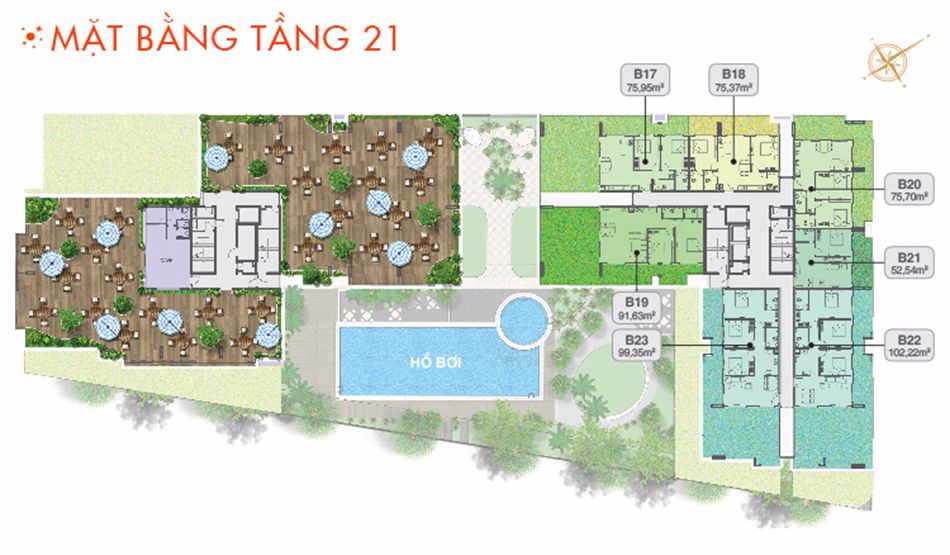 MẶT BẰNG TẦNG 21
B17
75,95m²
B18
75,37m²
B20
75,70m²
B21
52,54m²
B19
91,63m²
B23
99,35m²
B22
102,22m²
HỒ BƠI